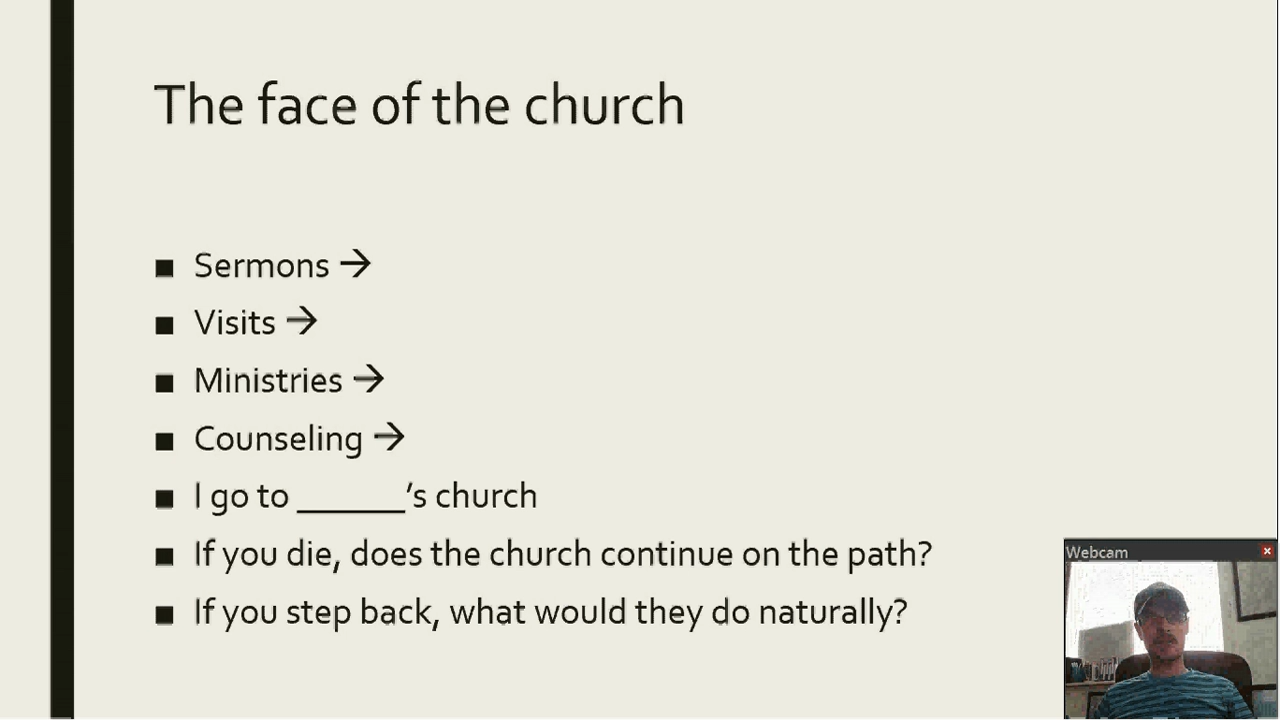 The face of the church
■ Sermons →
■ Visits →
■ Ministries →
■ Counseling →
■ I go to ______’s church
■ If you die, does the church continue on the path?
■ If you step back, what would they do naturally?
Webcam